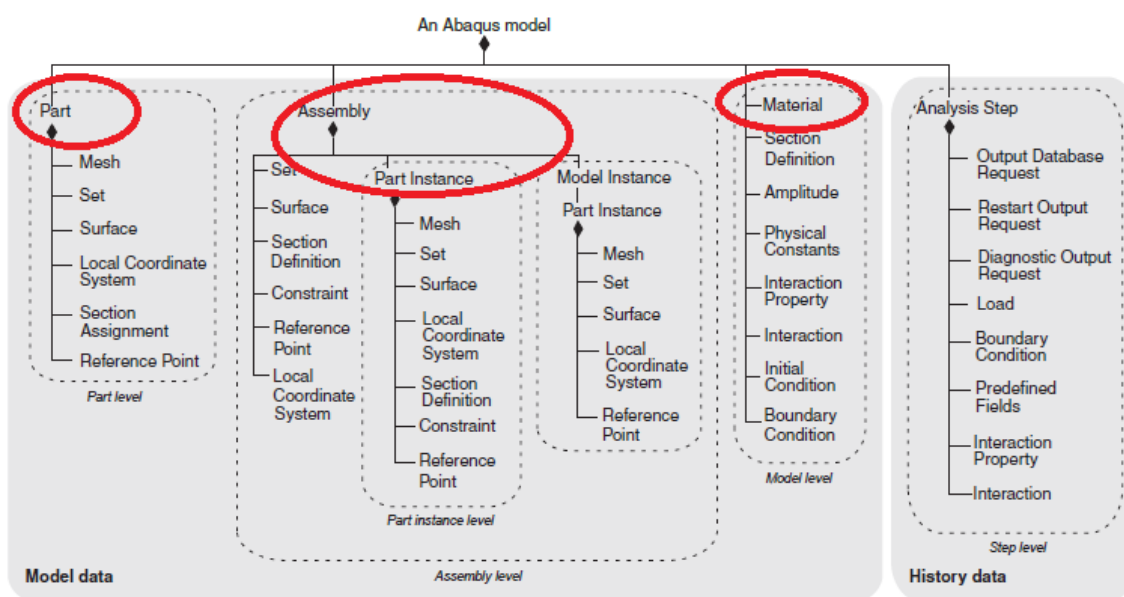 An Abaqus model
Part
Mesh
Set
Surface
Local Coordinate
System
Section
Assignment
Reference Point
Part level
Assembly
Set
Surface
Section
Definition
Constraint
Reference
Point
Local
Coordinate
System
Part Instance
Mesh
Set
Surface
Local
Coordinate
System
Section
Definition
Constraint
Reference
Point
Part instance level
Model Instance
Part Instance
Mesh
Set
Surface
Local
Coordinate
System
Reference
Point
Assembly level
Material
Section
Definition
Amplitude
Physical
Constants
Interaction
Property
Interaction
Initial
Condition
Boundary
Condition
Model level
Model data
Analysis Step
Output Database
Request
Restart Output
Request
Diagnostic Output
Request
Load
Boundary
Condition
Predefined
Fields
Interaction
Property
Interaction
Step level
History data